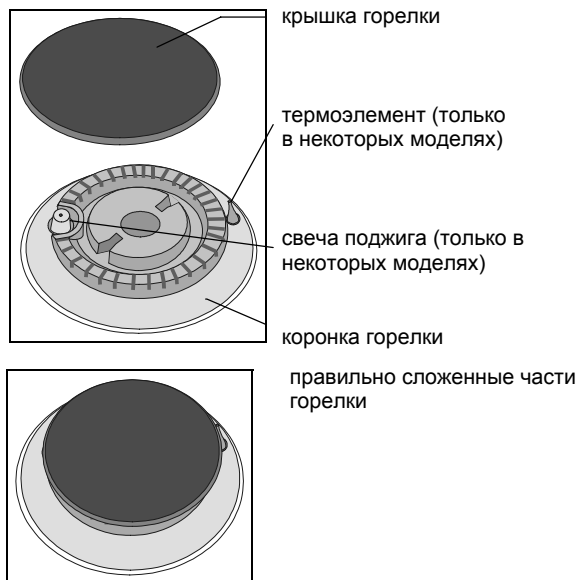 крышка горелки
термоэлемент (только
в некоторых моделях)
свеча поджига (только в
некоторых моделях)
коронка горелки
правильно сложенные части
горелки